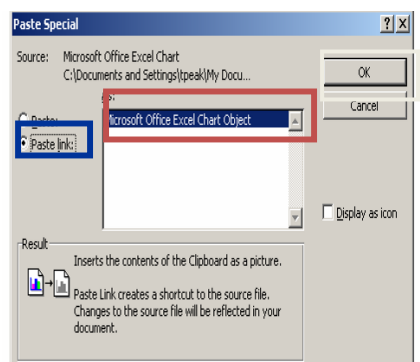 Paste Special
Source: Microsoft Office Excel Chart
C:\Documents and Settings\tpeak\My Docu...
As:
OK
Cancel
Paste:
Paste link:
Microsoft Office Excel Chart Object
Display as icon
Result
Inserts the contents of the Clipboard as a picture.
Paste Link creates a shortcut to the source file.
Changes to the source file will be reflected in your
document.